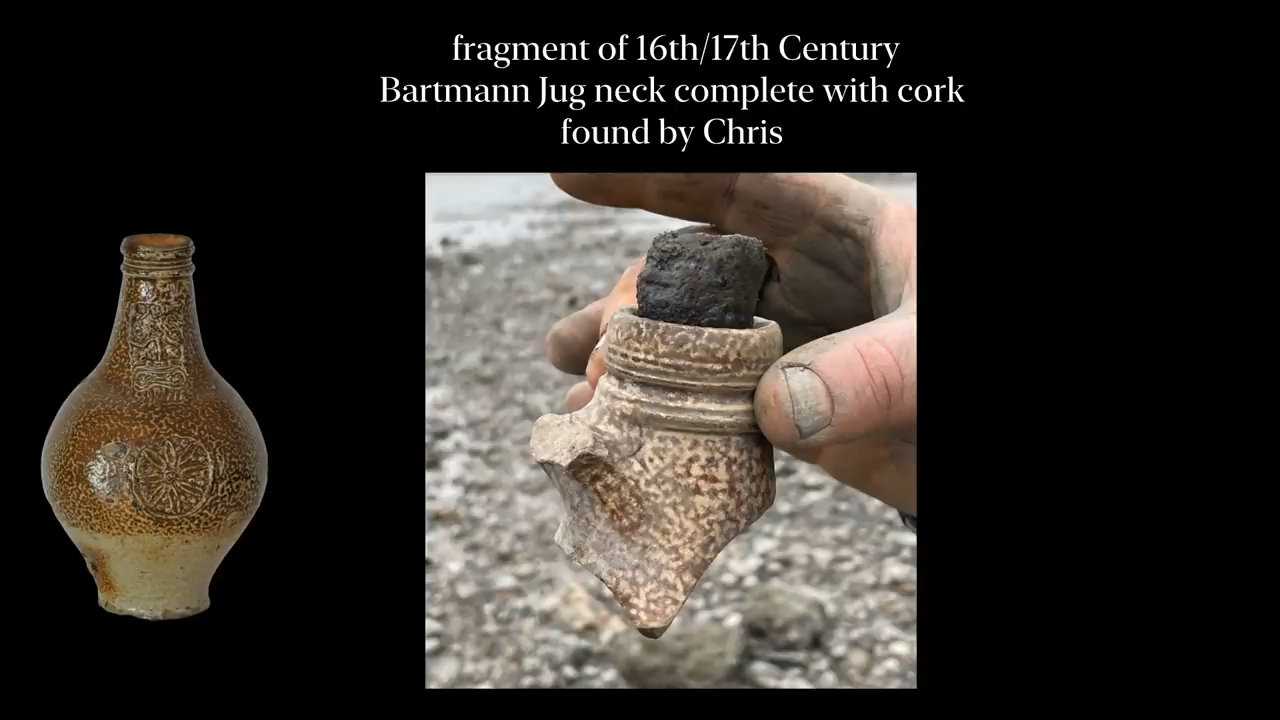 fragment of 16th/17th Century
Bartmann Jug neck complete with cork
found by Chris